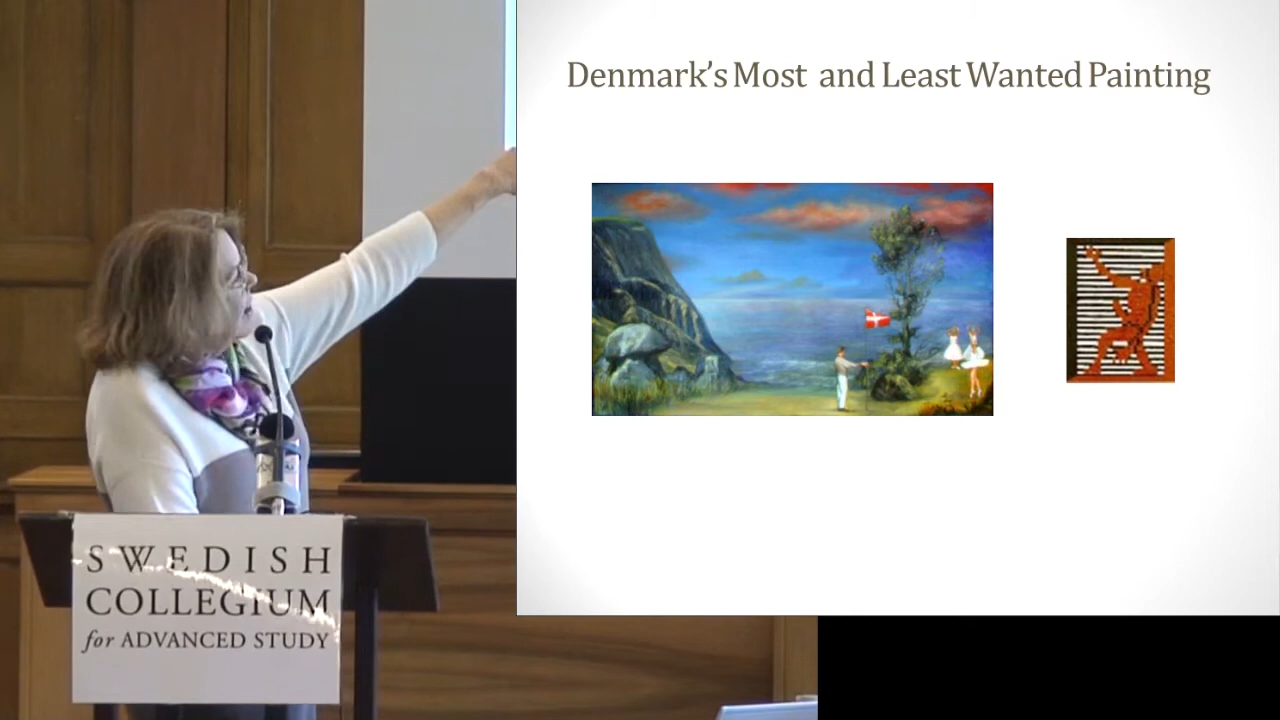 Denmark's Most and Least Wanted Painting
SWEDISH
COLLEGIUM
for ADVANCED STUDY